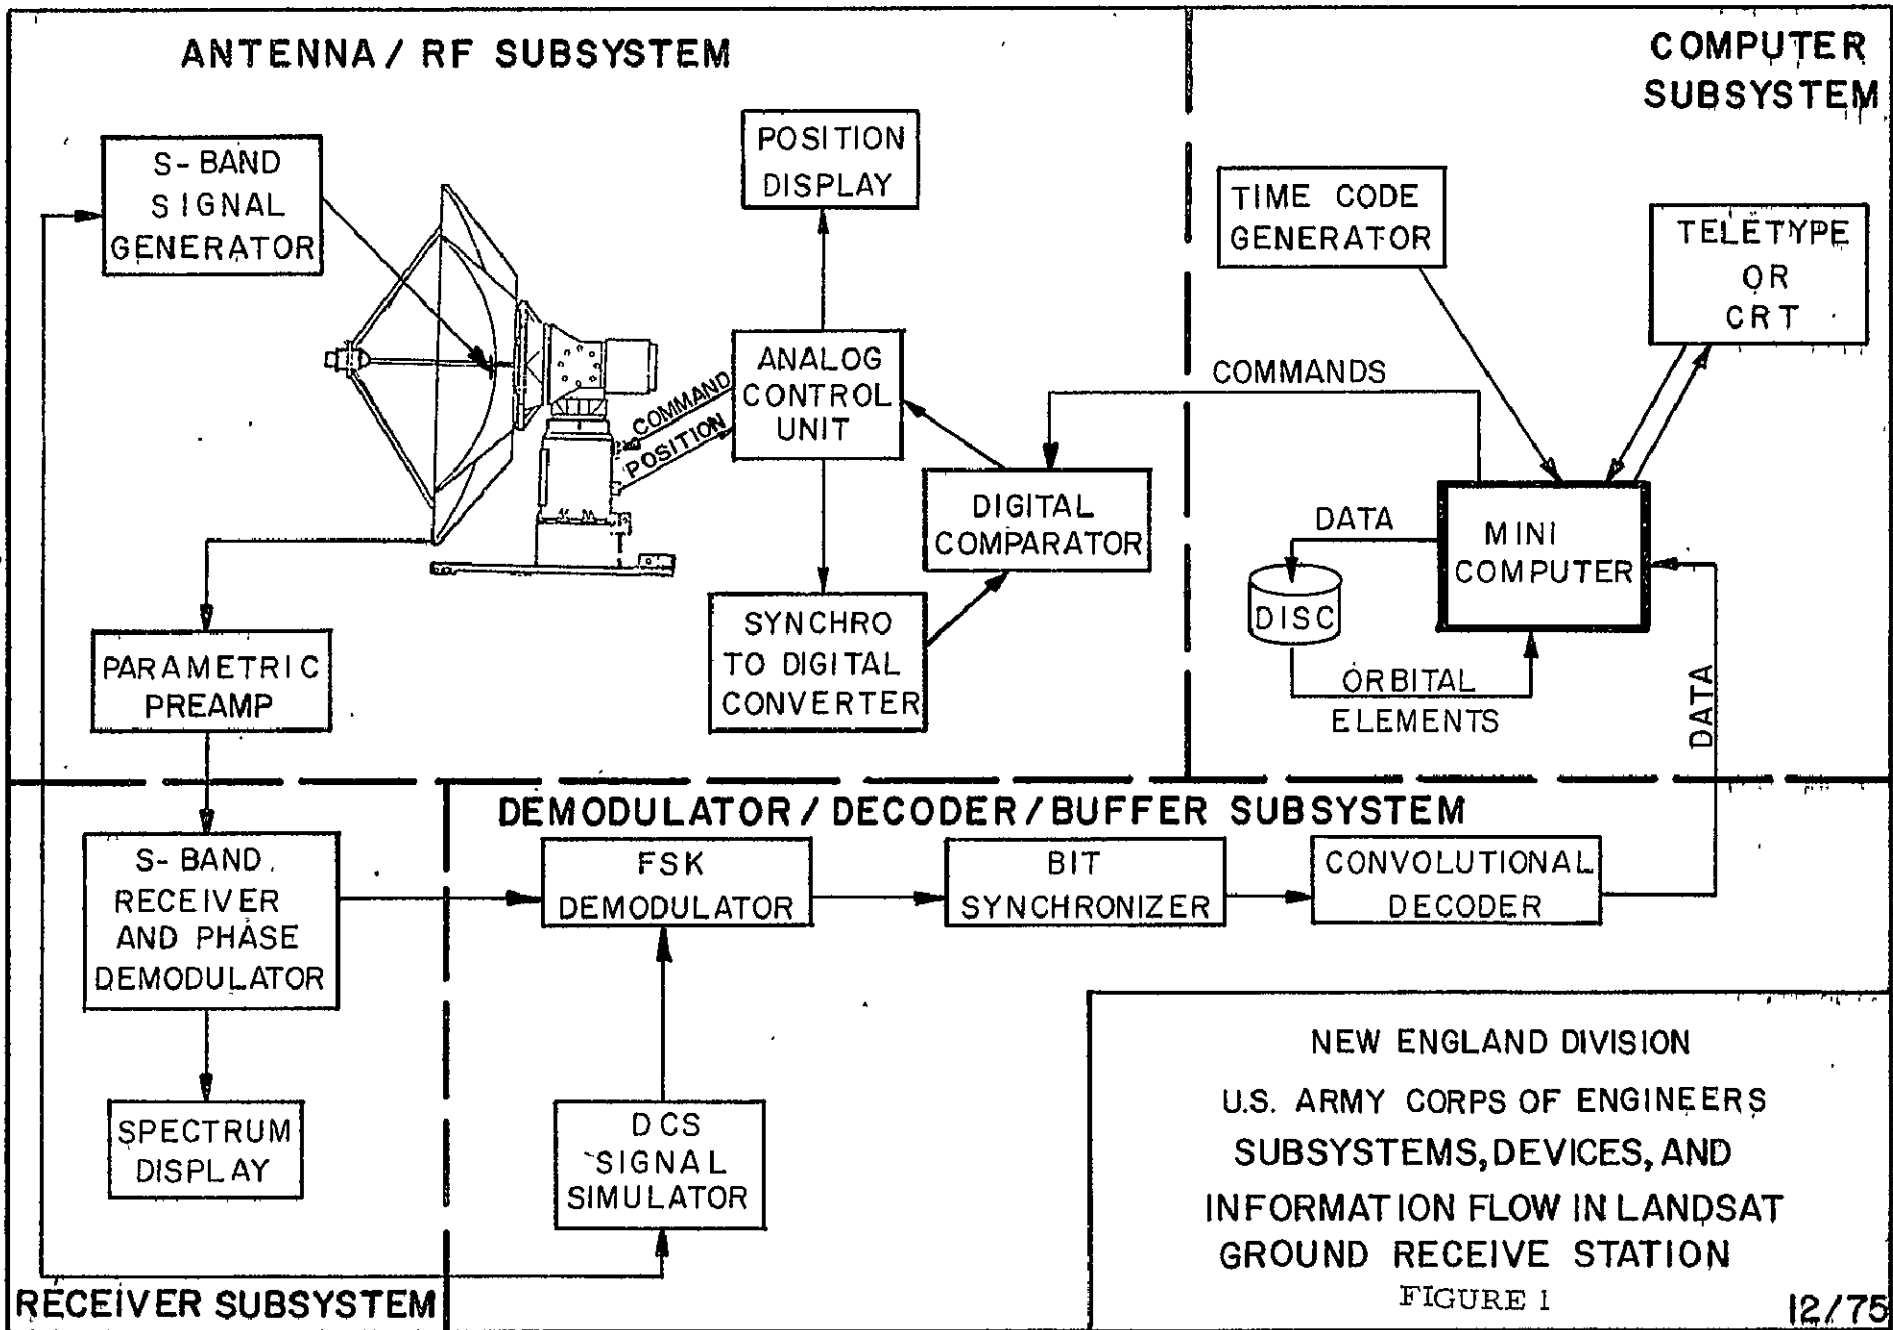 ANTENNA / RF SUBSYSTEM
COMPUTER
SUBSYSTEM
S-BAND
SIGNAL
GENERATOR
POSITION
DISPLAY
TIME CODE
GENERATOR
TELETYPE
OR
CRT
ANALOG
CONTROL
UNIT
COMMAND
POSITION
COMMANDS
DIGITAL
COMPARATOR
DATA
MINI
COMPUTER
DISC
ORBITAL
ELEMENTS
DATA
SYNCHRO
TO DIGITAL
CONVERTER
PARAMETRIC
PREAMP
DEMODULATOR / DECODER / BUFFER SUBSYSTEM
S-BAND
RECEIVER
AND PHASE
DEMODULATOR
FSK
DEMODULATOR
BIT
SYNCHRONIZER
CONVOLUTIONAL
DECODER
SPECTRUM
DISPLAY
DCS
SIGNAL
SIMULATOR
RECEIVER SUBSYSTEM
NEW ENGLAND DIVISION
U.S. ARMY CORPS OF ENGINEERS
SUBSYSTEMS, DEVICES, AND
INFORMATION FLOW IN LANDSAT
GROUND RECEIVE STATION
FIGURE 1
12/75